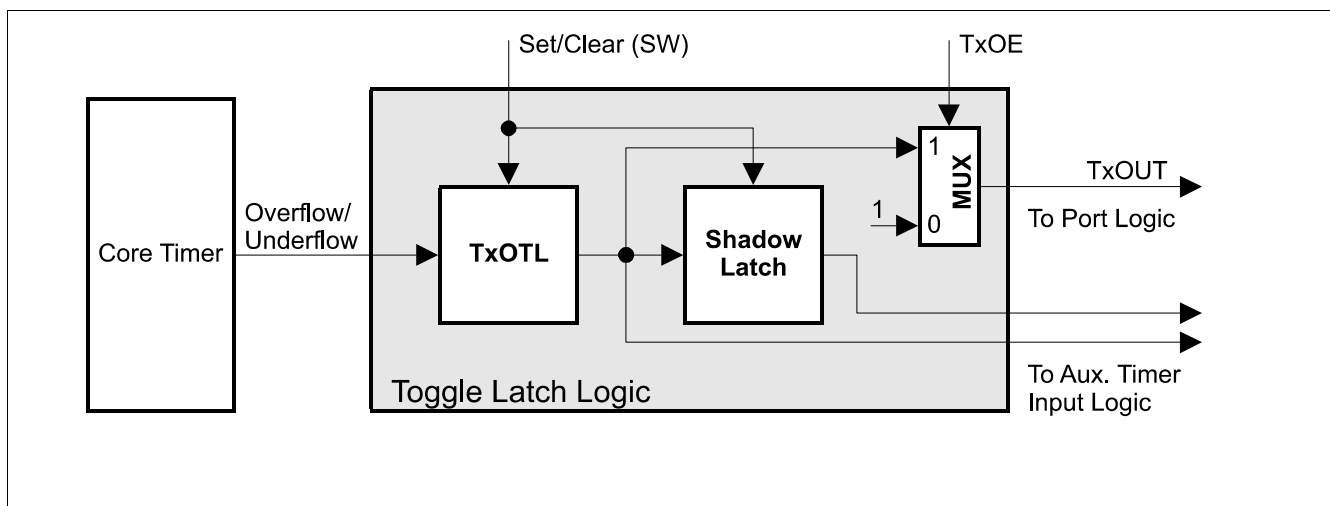 Set/Clear (SW)
TxOE
Core Timer
Overflow/
Underflow
TxOTL
Shadow
Latch
1
1
0
MUX
TxOUT
To Port Logic
To Aux. Timer
Input Logic
Toggle Latch Logic